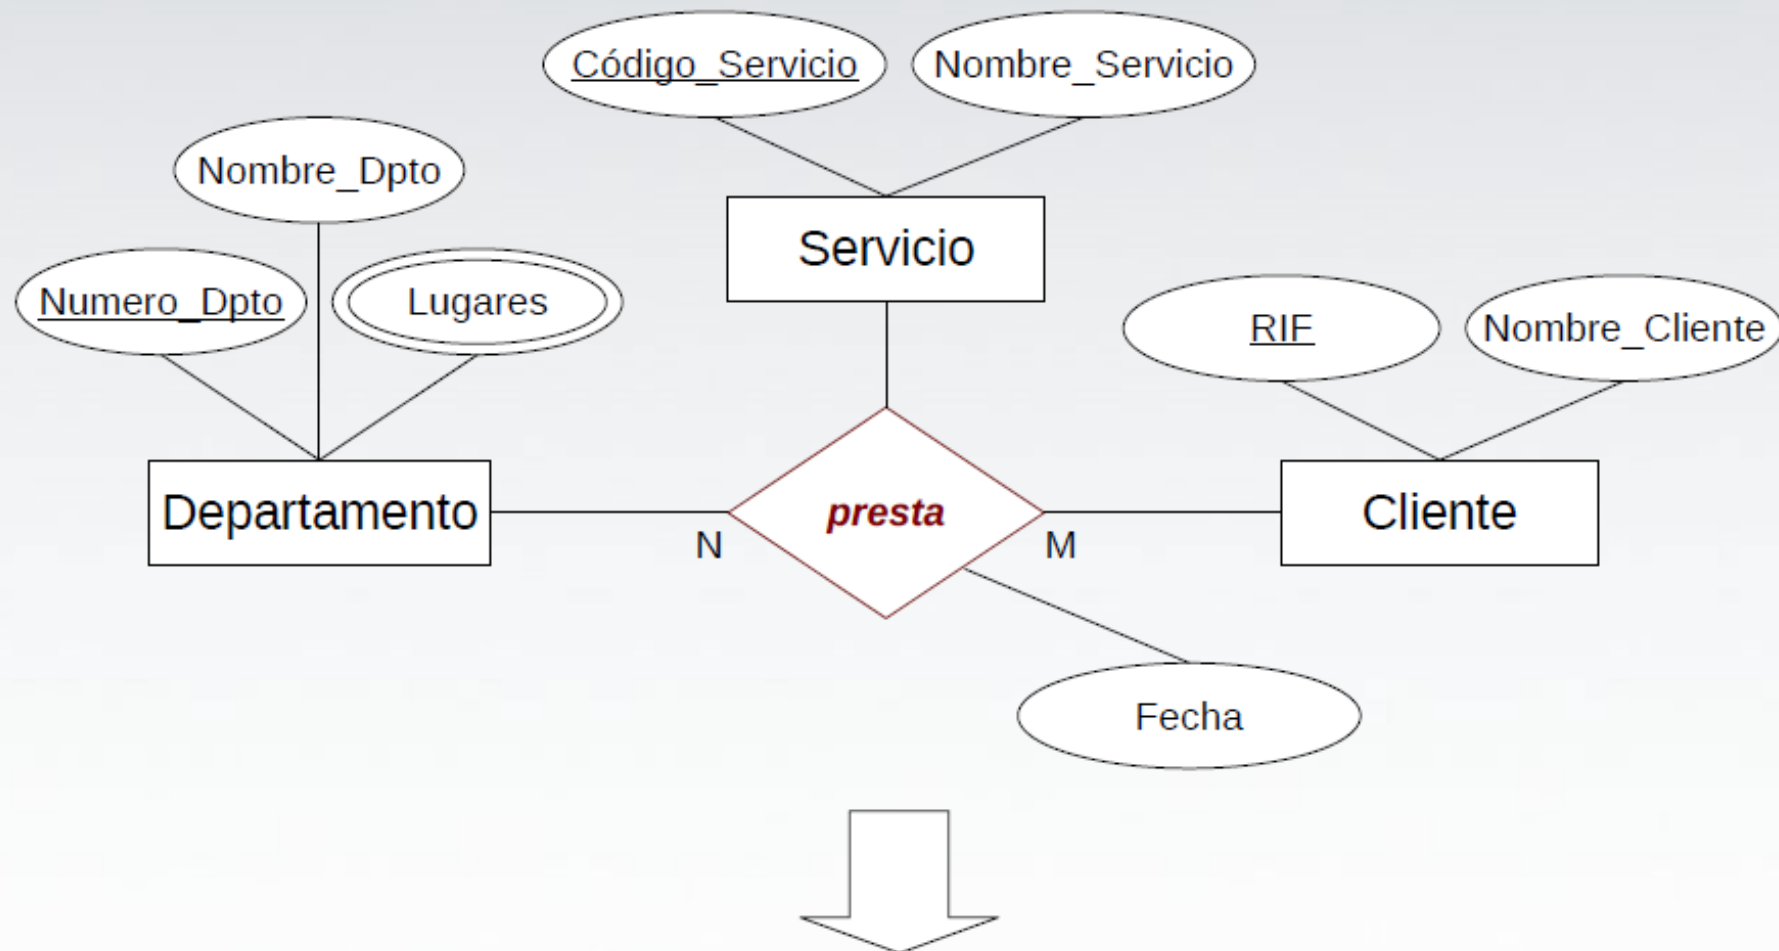 Código_Servicio
Nombre_Servicio
Nombre_Dpto
Servicio
Numero_Dpto
Lugares
RIF
Nombre_Cliente
Departamento
presta
Cliente
N
M
Fecha